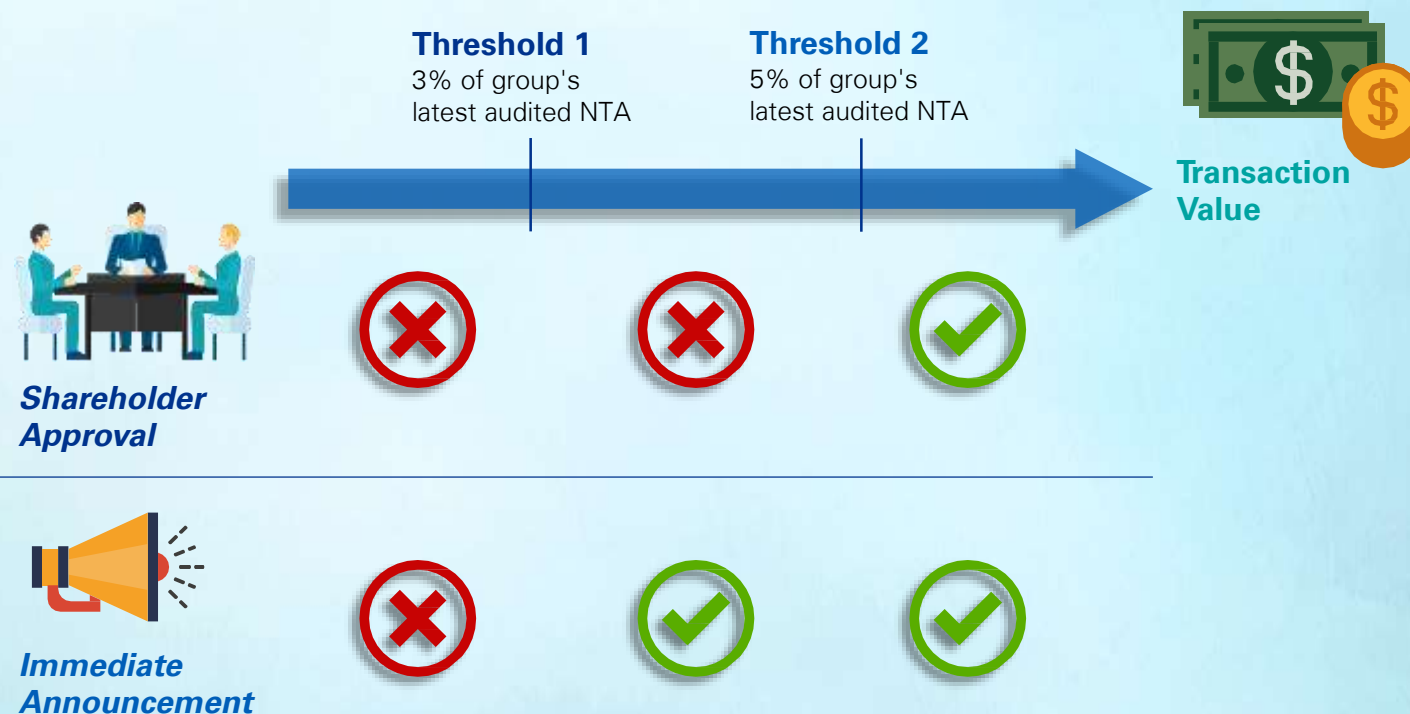 Threshold 1
3% of group's
latest audited NTA
Threshold 2
5% of group's
latest audited NTA
$
$
Transaction
Value
Shareholder
Approval
Immediate
Announcement